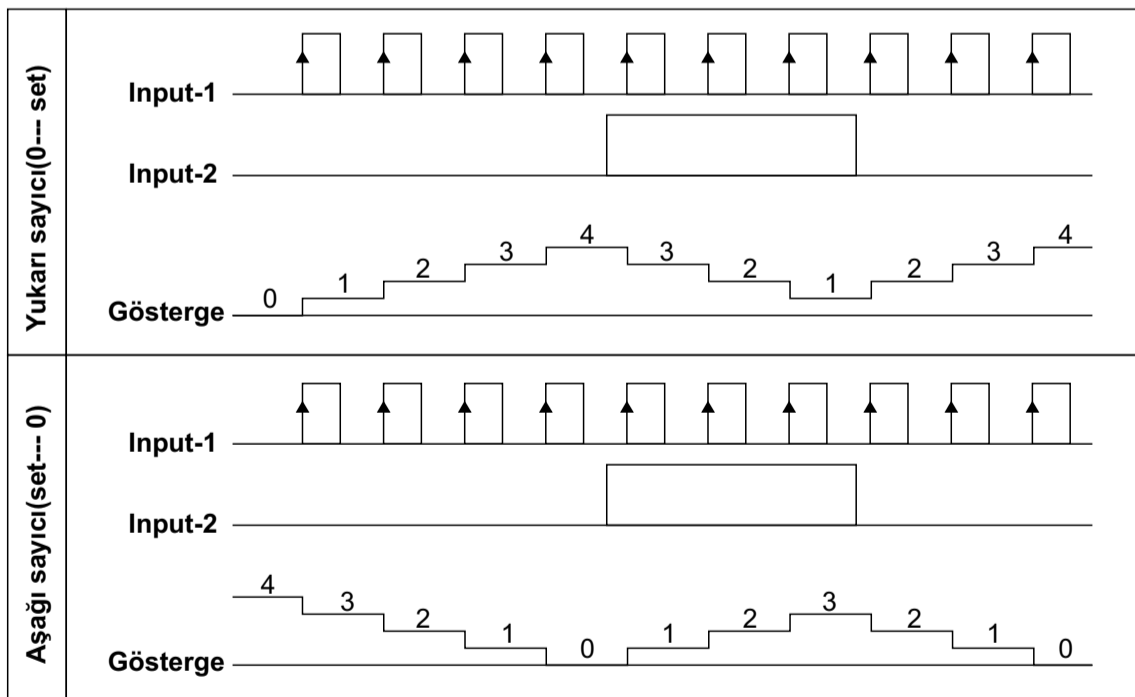 Yukarı sayıcı(0--- set)
Input-1
Input-2
0 1 2 3 4 3 2 1 2 3 4
Gösterge
Aşağı sayıcı(set--- 0)
Input-1
Input-2
4 3 2 1 0 1 2 3 2 1 0
Gösterge